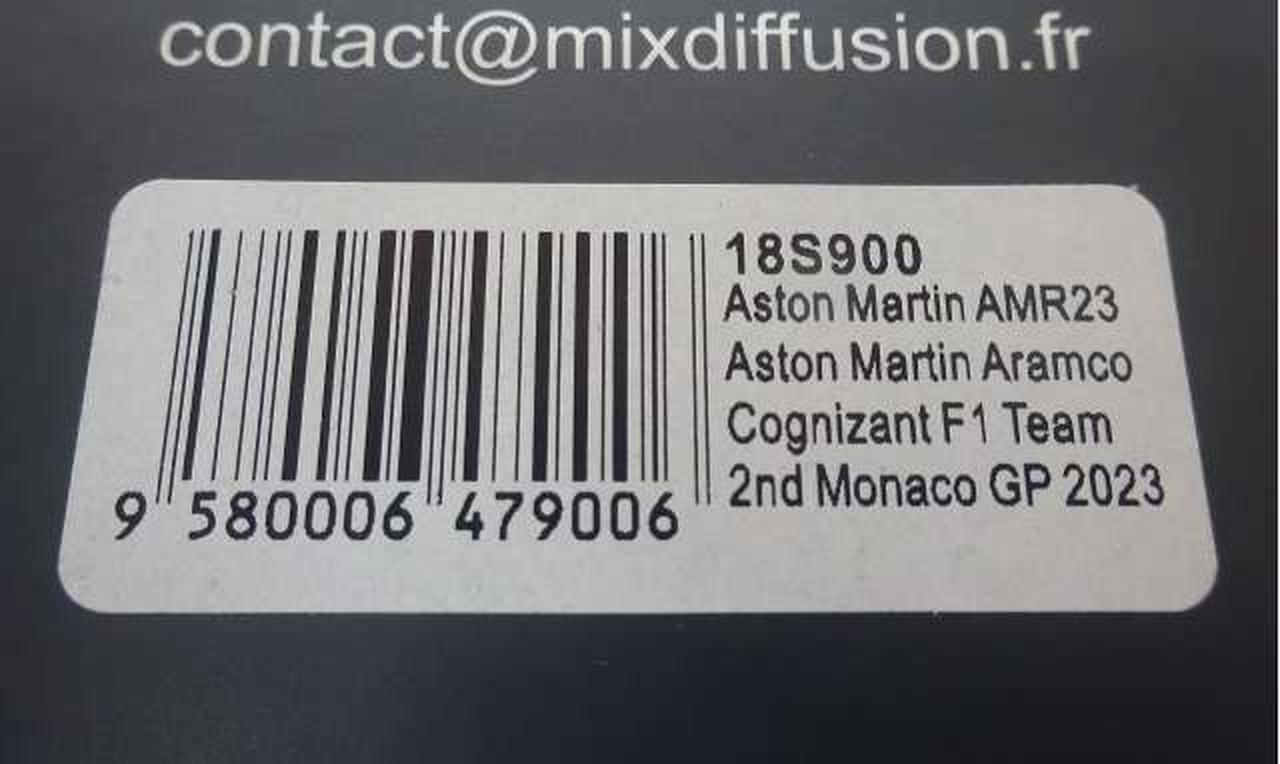 contact@mixdiffusion.fr
18S900
Aston Martin AMR23
Aston Martin Aramco
Cognizant F1 Team
2nd Monaco GP 2023
9 580006 479006